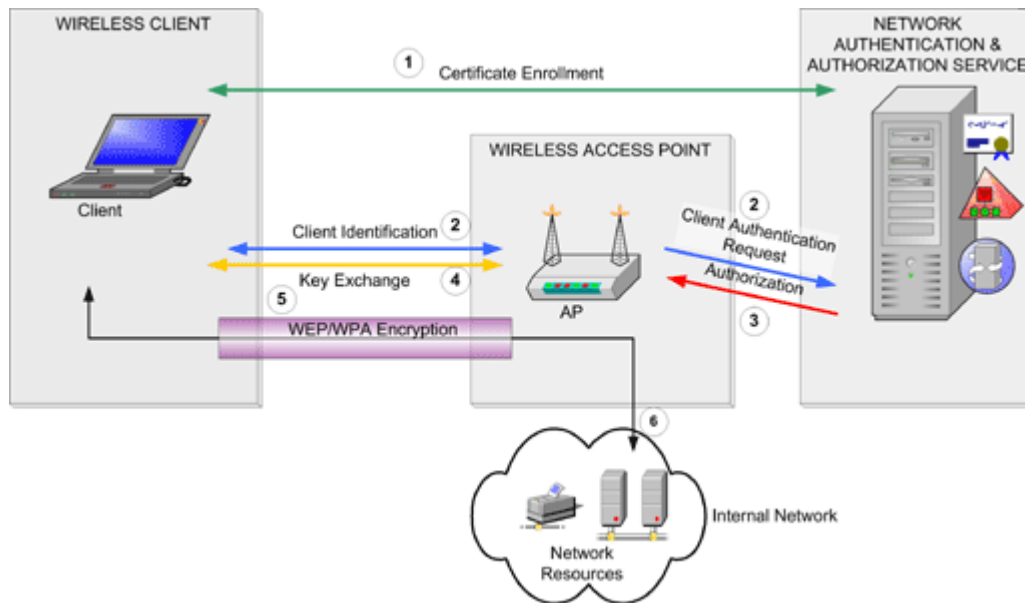 WIRELESS CLIENT
NETWORK
AUTHENTICATION &
AUTHORIZATION SERVICE
1
Certificate Enrollment
WIRELESS ACCESS POINT
Client
Client Identification
2
2
Client Authentication
Request
Authorization
Key Exchange
4
AP
3
5
WEP/WPA Encryption
6
Internal Network
Network
Resources